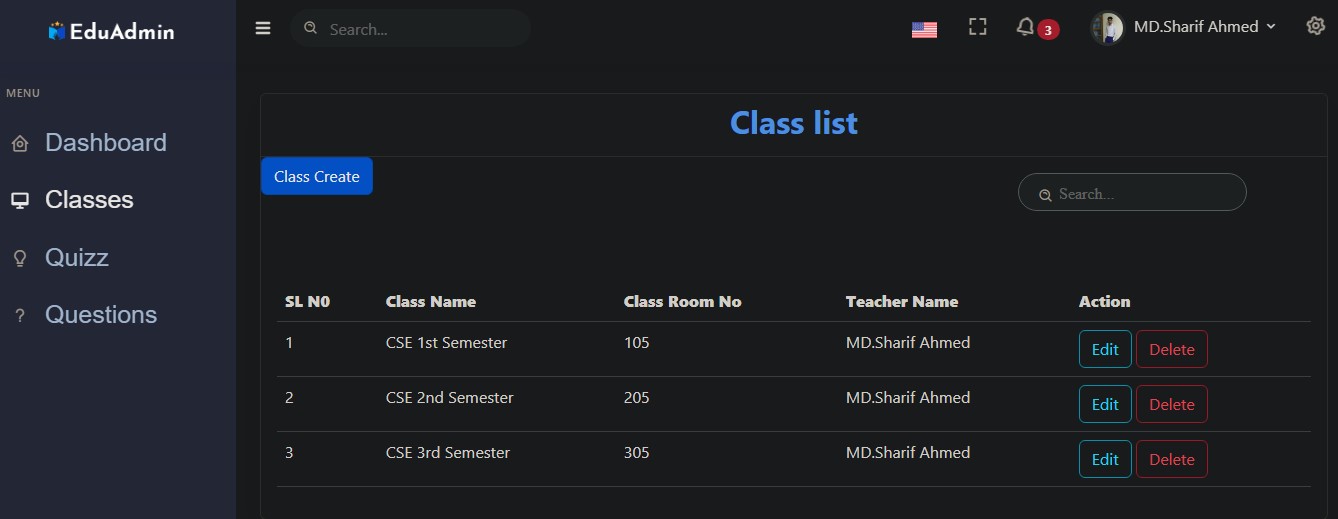 EduAdmin
Search...
3
MD.Sharif Ahmed
MENU
Dashboard
Classes
Quizz
Questions
Class list
Class Create
Search...
SL N0 Class Name Class Room No Teacher Name Action
1 CSE 1st Semester 105 MD.Sharif Ahmed Edit Delete
2 CSE 2nd Semester 205 MD.Sharif Ahmed Edit Delete
3 CSE 3rd Semester 305 MD.Sharif Ahmed Edit Delete